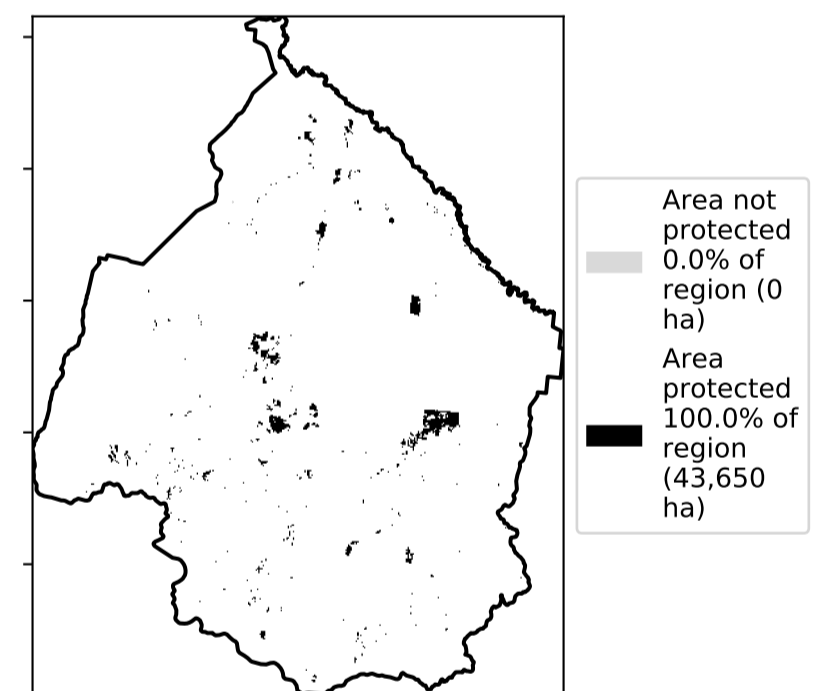 Area not
protected
0.0% of
region (0
ha)
Area
protected
100.0% of
region
(43,650
ha)